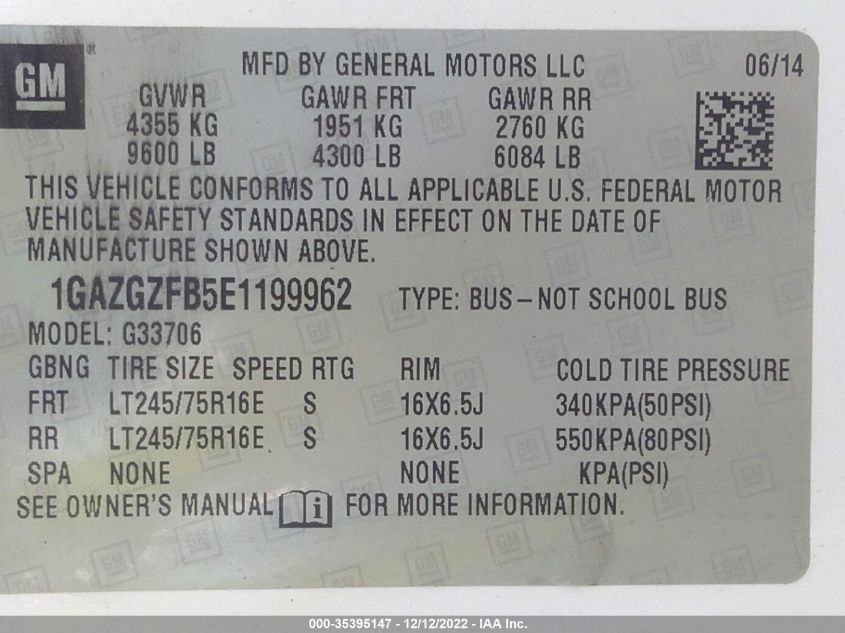 GM®
MFD BY GENERAL MOTORS LLC 06/14
GVWR GAWR FRT GAWR RR
4355 KG 1951 KG 2760 KG
9600 LB 4300 LB 6084 LB
THIS VEHICLE CONFORMS TO ALL APPLICABLE U.S. FEDERAL MOTOR
VEHICLE SAFETY STANDARDS IN EFFECT ON THE DATE OF
MANUFACTURE SHOWN ABOVE.
1GAZGZFB5E1199962 TYPE: BUS-NOT SCHOOL BUS
MODEL: G33706
GBNG TIRE SIZE SPEED RTG RIM COLD TIRE PRESSURE
FRT LT245/75R16E S 16X6.5J 340KPA(50PSI)
RR LT245/75R16E S 16X6.5J 550KPA(80PSI)
SPA NONE NONE KPA(PSI)
SEE OWNER'S MANUAL i FOR MORE INFORMATION.
000-35395147 - 12/12/2022 - IAA Inc.